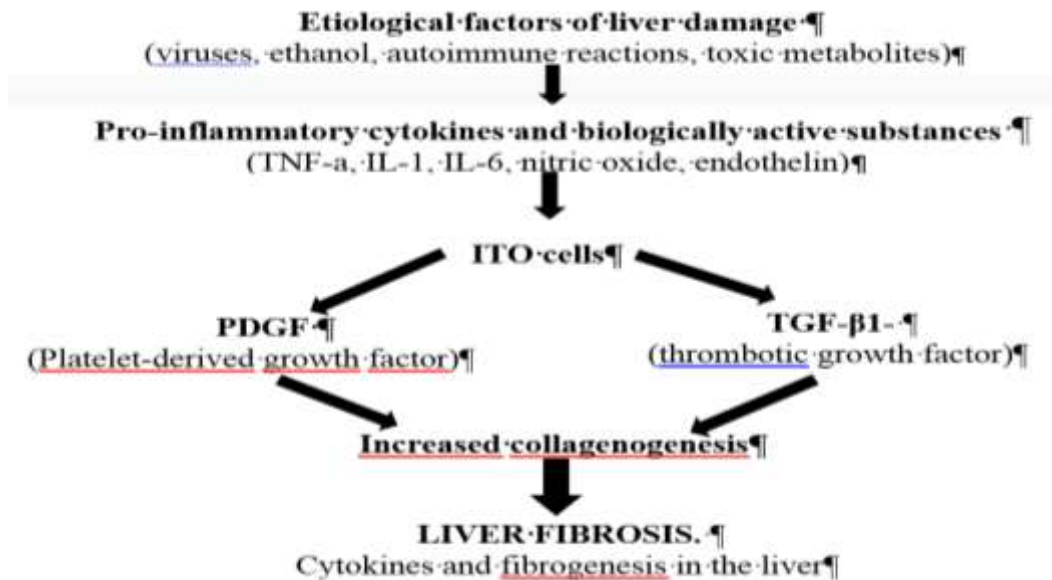 Etiological factors of liver damage ¶
(viruses, ethanol, autoimmune reactions, toxic metabolites)¶
Pro-inflammatory cytokines and biologically active substances ¶
(TNF-a, IL-1, IL-6, nitric oxide, endothelin)¶
ITO cells¶
PDGF ¶
(Platelet-derived growth factor)¶
TGF-β1- ¶
(thrombotic growth factor)¶
Increased collagenogenesis¶
LIVER FIBROSIS. ¶
Cytokines and fibrogenesis in the liver¶